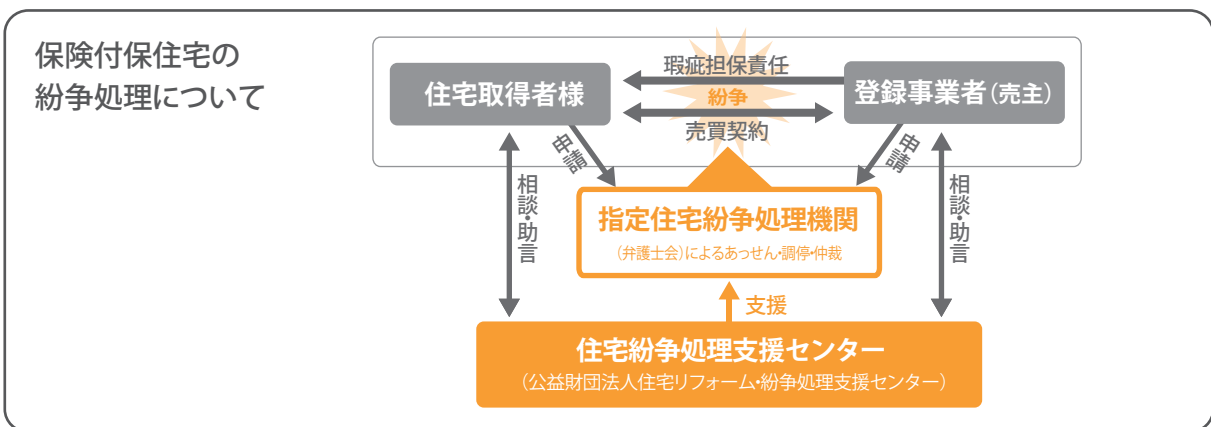 保険付保住宅の
紛争処理について
瑕疵担保責任
住宅取得者様
紛争
登録事業者(売主)
売買契約
申請
申請
相談・助言
相談・助言
指定住宅紛争処理機関
(弁護士会)によるあっせん・調停・仲裁
支援
住宅紛争処理支援センター
(公益財団法人住宅リフォーム・紛争処理支援センター)